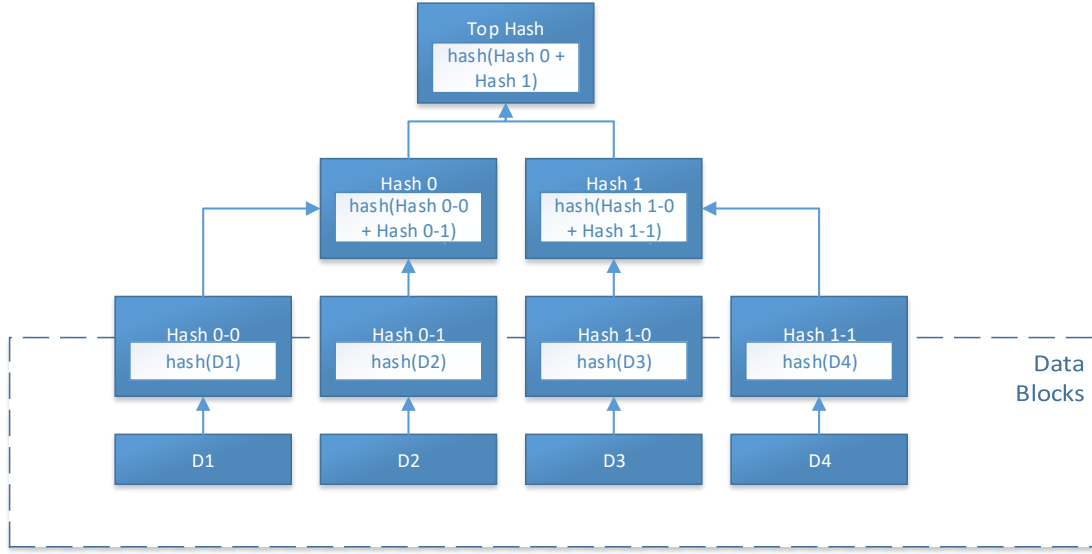 Top Hash
hash(Hash 0 +
Hash 1)
Hash 0
hash(Hash 0-0
+ Hash 0-1)
Hash 1
hash(Hash 1-0
+ Hash 1-1)
Hash 0-0
hash(D1)
Hash 0-1
hash(D2)
Hash 1-0
hash(D3)
Hash 1-1
hash(D4)
Data
Blocks
D1
D2
D3
D4